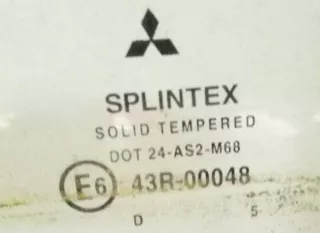 SPLINTEX
SOLID TEMPERED
DOT 24-AS2-M68
E6 43R-00048
D 5